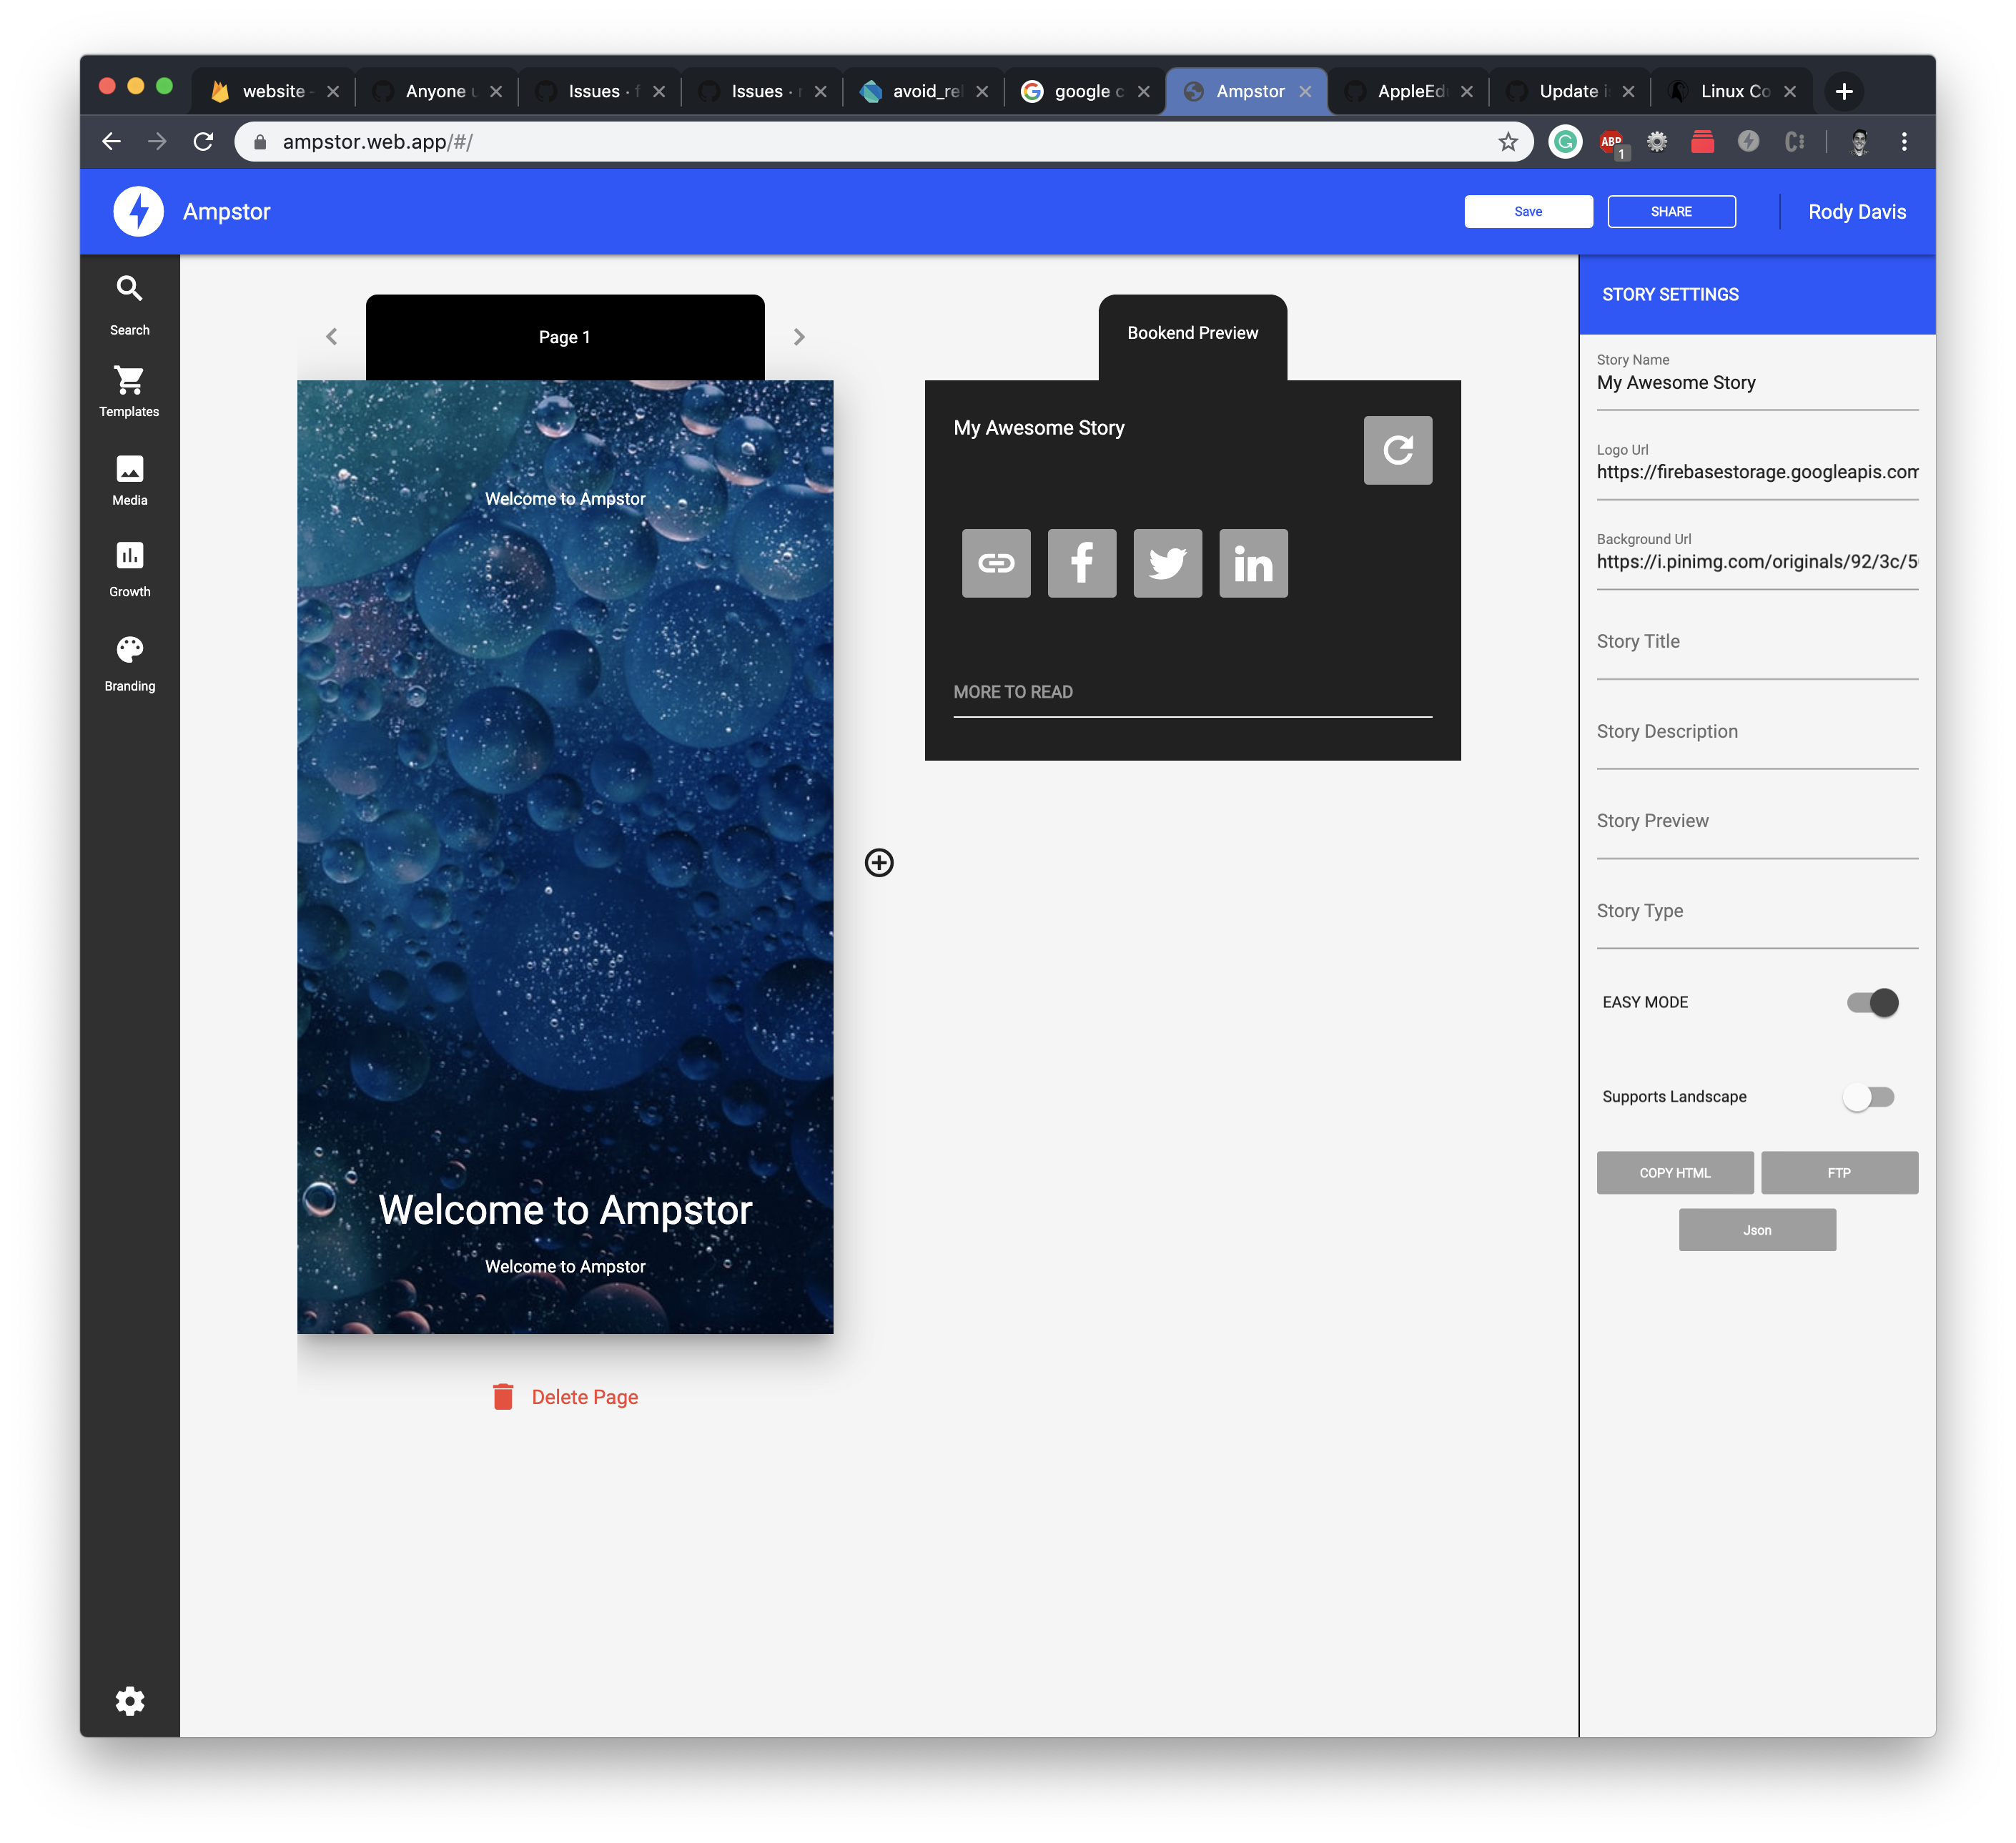 website
Anyone
Issues ·
Issues ·
avoid_rel
google c
Ampstor
AppleEd
Update
Linux Co
ampstor.web.app/#/
ABP
1
Ampstor
Save
SHARE
Rody Davis
Search
Templates
Media
Growth
Branding
Page 1
Welcome to Ampstor
Welcome to Ampstor
Welcome to Ampstor
Delete Page
Bookend Preview
My Awesome Story
MORE TO READ
STORY SETTINGS
Story Name
My Awesome Story
Logo Url
https://firebasestorage.googleapis.com
Background Url
https://i.pinimg.com/originals/92/3c/5
Story Title
Story Description
Story Preview
Story Type
EASY MODE
Supports Landscape
COPY HTML
FTP
Json